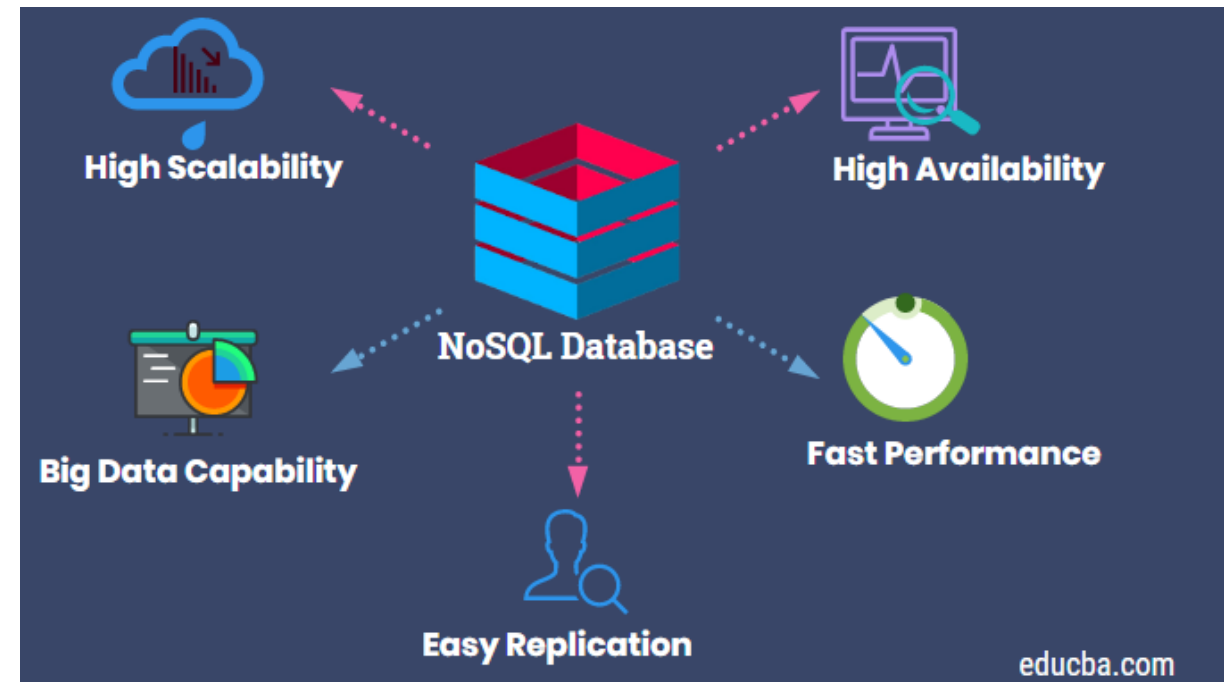 High Scalability
High Availability
NoSQL Database
Big Data Capability
Fast Performance
Easy Replication
educba.com